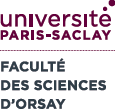 université
PARIS-SACLAY
FACULTÉ
DES SCIENCES
D'ORSAY